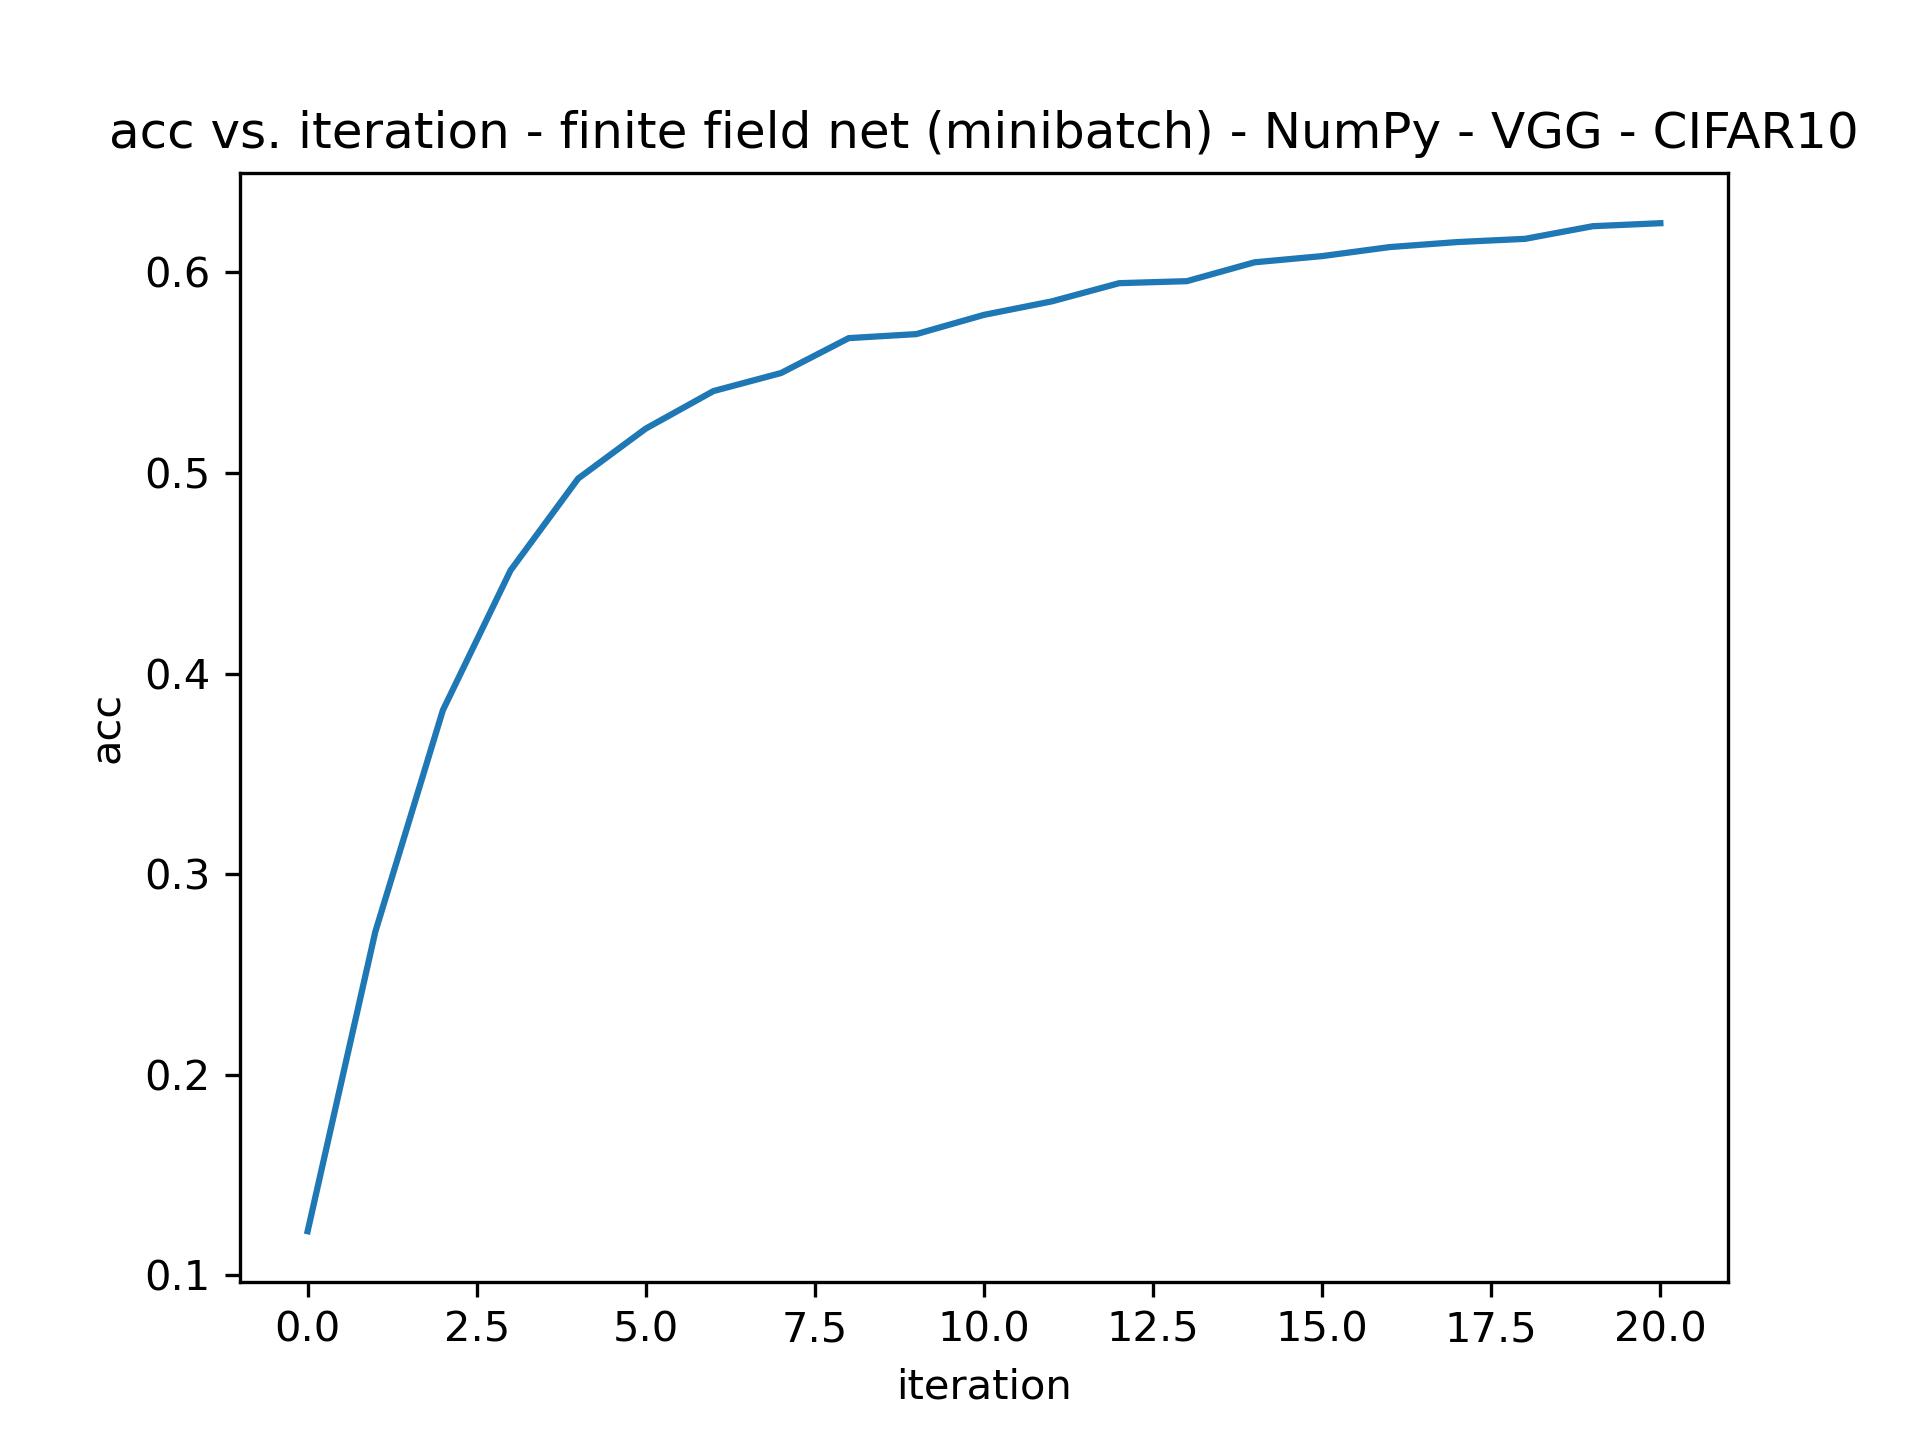 acc vs. iteration - finite field net (minibatch) - NumPy - VGG - CIFAR10
0.6
0.5
0.4
0.3
0.2
0.1
acc
0.0 2.5 5.0 7.5 10.0 12.5 15.0 17.5 20.0
iteration